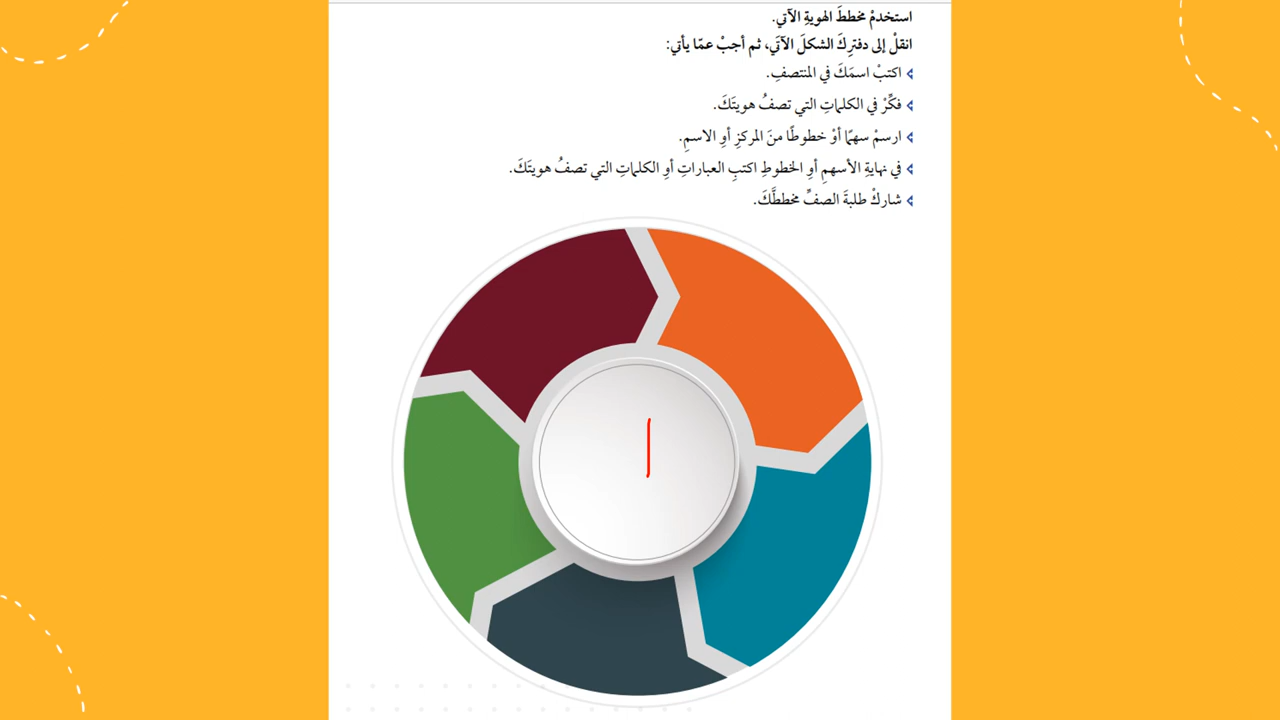 استخدمْ مخططَ الهويةِ الآتي.
انقلْ إلى دفتركَ الشكلَ الآتي، ثم أجبْ عمّا يأتي:
اكتبْ اسمَكَ في المنتصفِ.
فكِّرْ في الكلماتِ التي تصفُ هويتَكَ.
ارسمْ سهمًا أوْ خطوطًا منَ المركزِ أوِ الاسمِ.
في نهايةِ الأسهمِ أوِ الخطوطِ اكتبِ العباراتِ أوِ الكلماتِ التي تصفُ هويتَكَ.
شاركْ طلبةَ الصفِّ مخططَّكَ.
ا